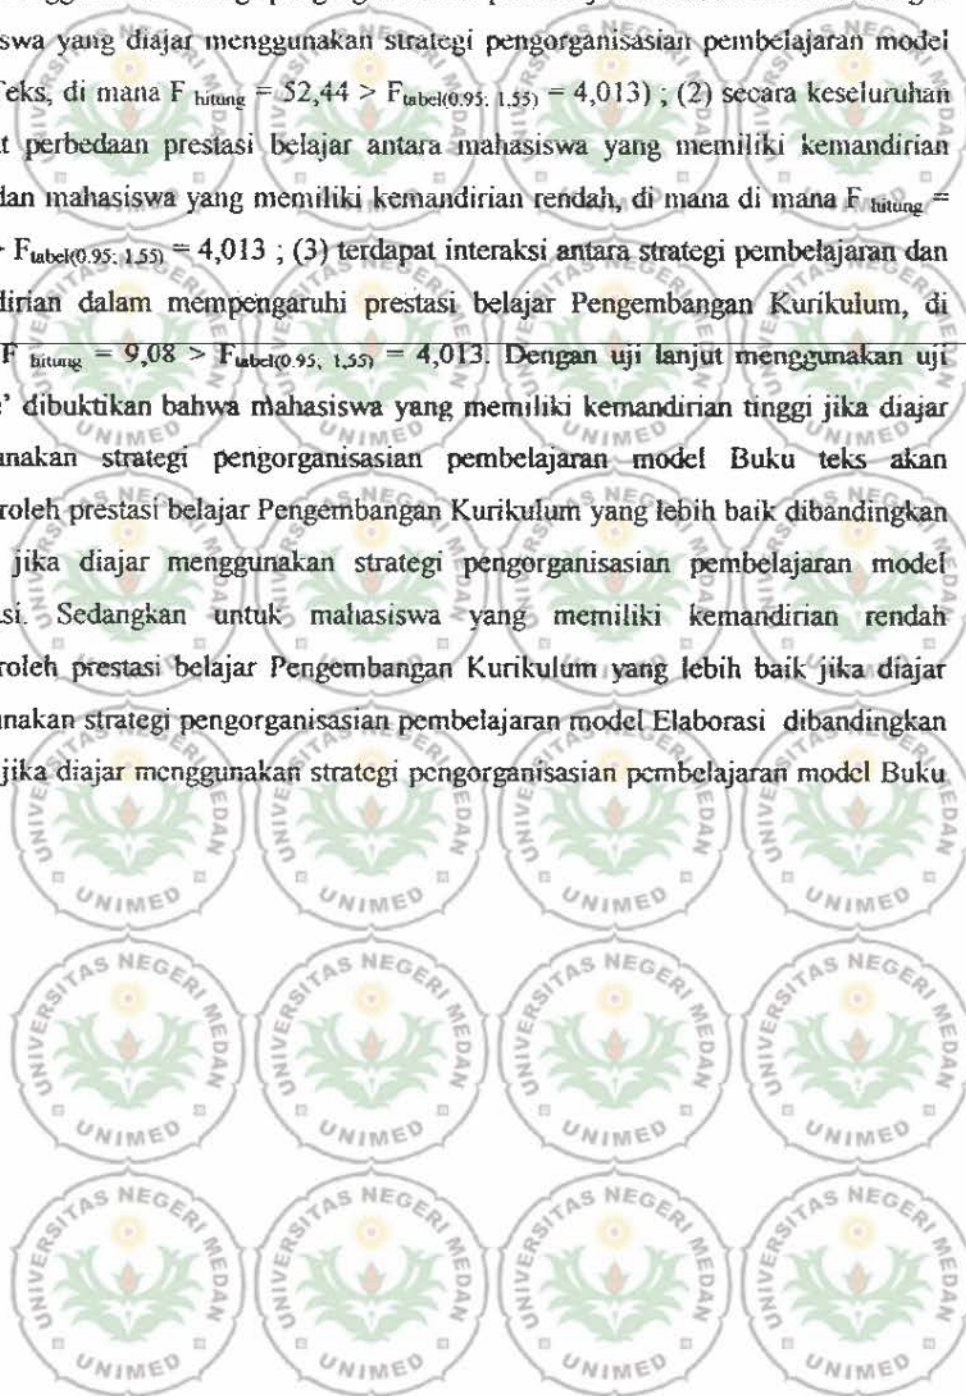 swa yang diajar menggunakan strategi pengorganisasian pembelajaran model
Teks, di mana F hitung = 52,44 > Ftabel(0.95; 1.55) = 4,013) ; (2) secara keseluruhan
t perbedaan prestasi belajar antara mahasiswa yang memiliki kemandirian
dan mahasiswa yang memiliki kemandirian rendah, di mana di mana F hitung =
> Ftabel(0.95; 1.55) = 4,013 ; (3) terdapat interaksi antara strategi pembelajaran dan
dirian dalam mempengaruhi prestasi belajar Pengembangan Kurikulum, di
F hitung = 9,08 > Ftabel(0.95; 1.55) = 4,013. Dengan uji lanjut menggunakan uji
' dibuktikan bahwa mahasiswa yang memiliki kemandirian tinggi jika diajar
unakan strategi pengorganisasian pembelajaran model Buku teks akan
roleh prestasi belajar Pengembangan Kurikulum yang lebih baik dibandingkan
jika diajar menggunakan strategi pengorganisasian pembelajaran model
asi. Sedangkan untuk mahasiswa yang memiliki kemandirian rendah
roleh prestasi belajar Pengembangan Kurikulum yang lebih baik jika diajar
unakan strategi pengorganisasian pembelajaran model Elaborasi dibandingkan
jika diajar menggunakan strategi pengorganisasian pembelajaran model Buku
UNIVERSITAS NEGERI MEDAN
UNIMED